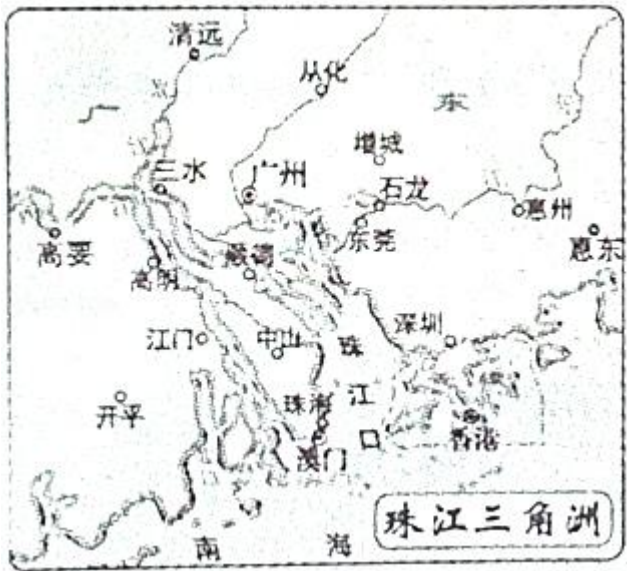 清远
从化
广 东
增城
三水
广州
石龙
惠州
高要
东莞
惠东
高明
顺德
深圳
江门
中山
珠江口
开平
珠海
香港
澳门
南 海
珠江三角洲